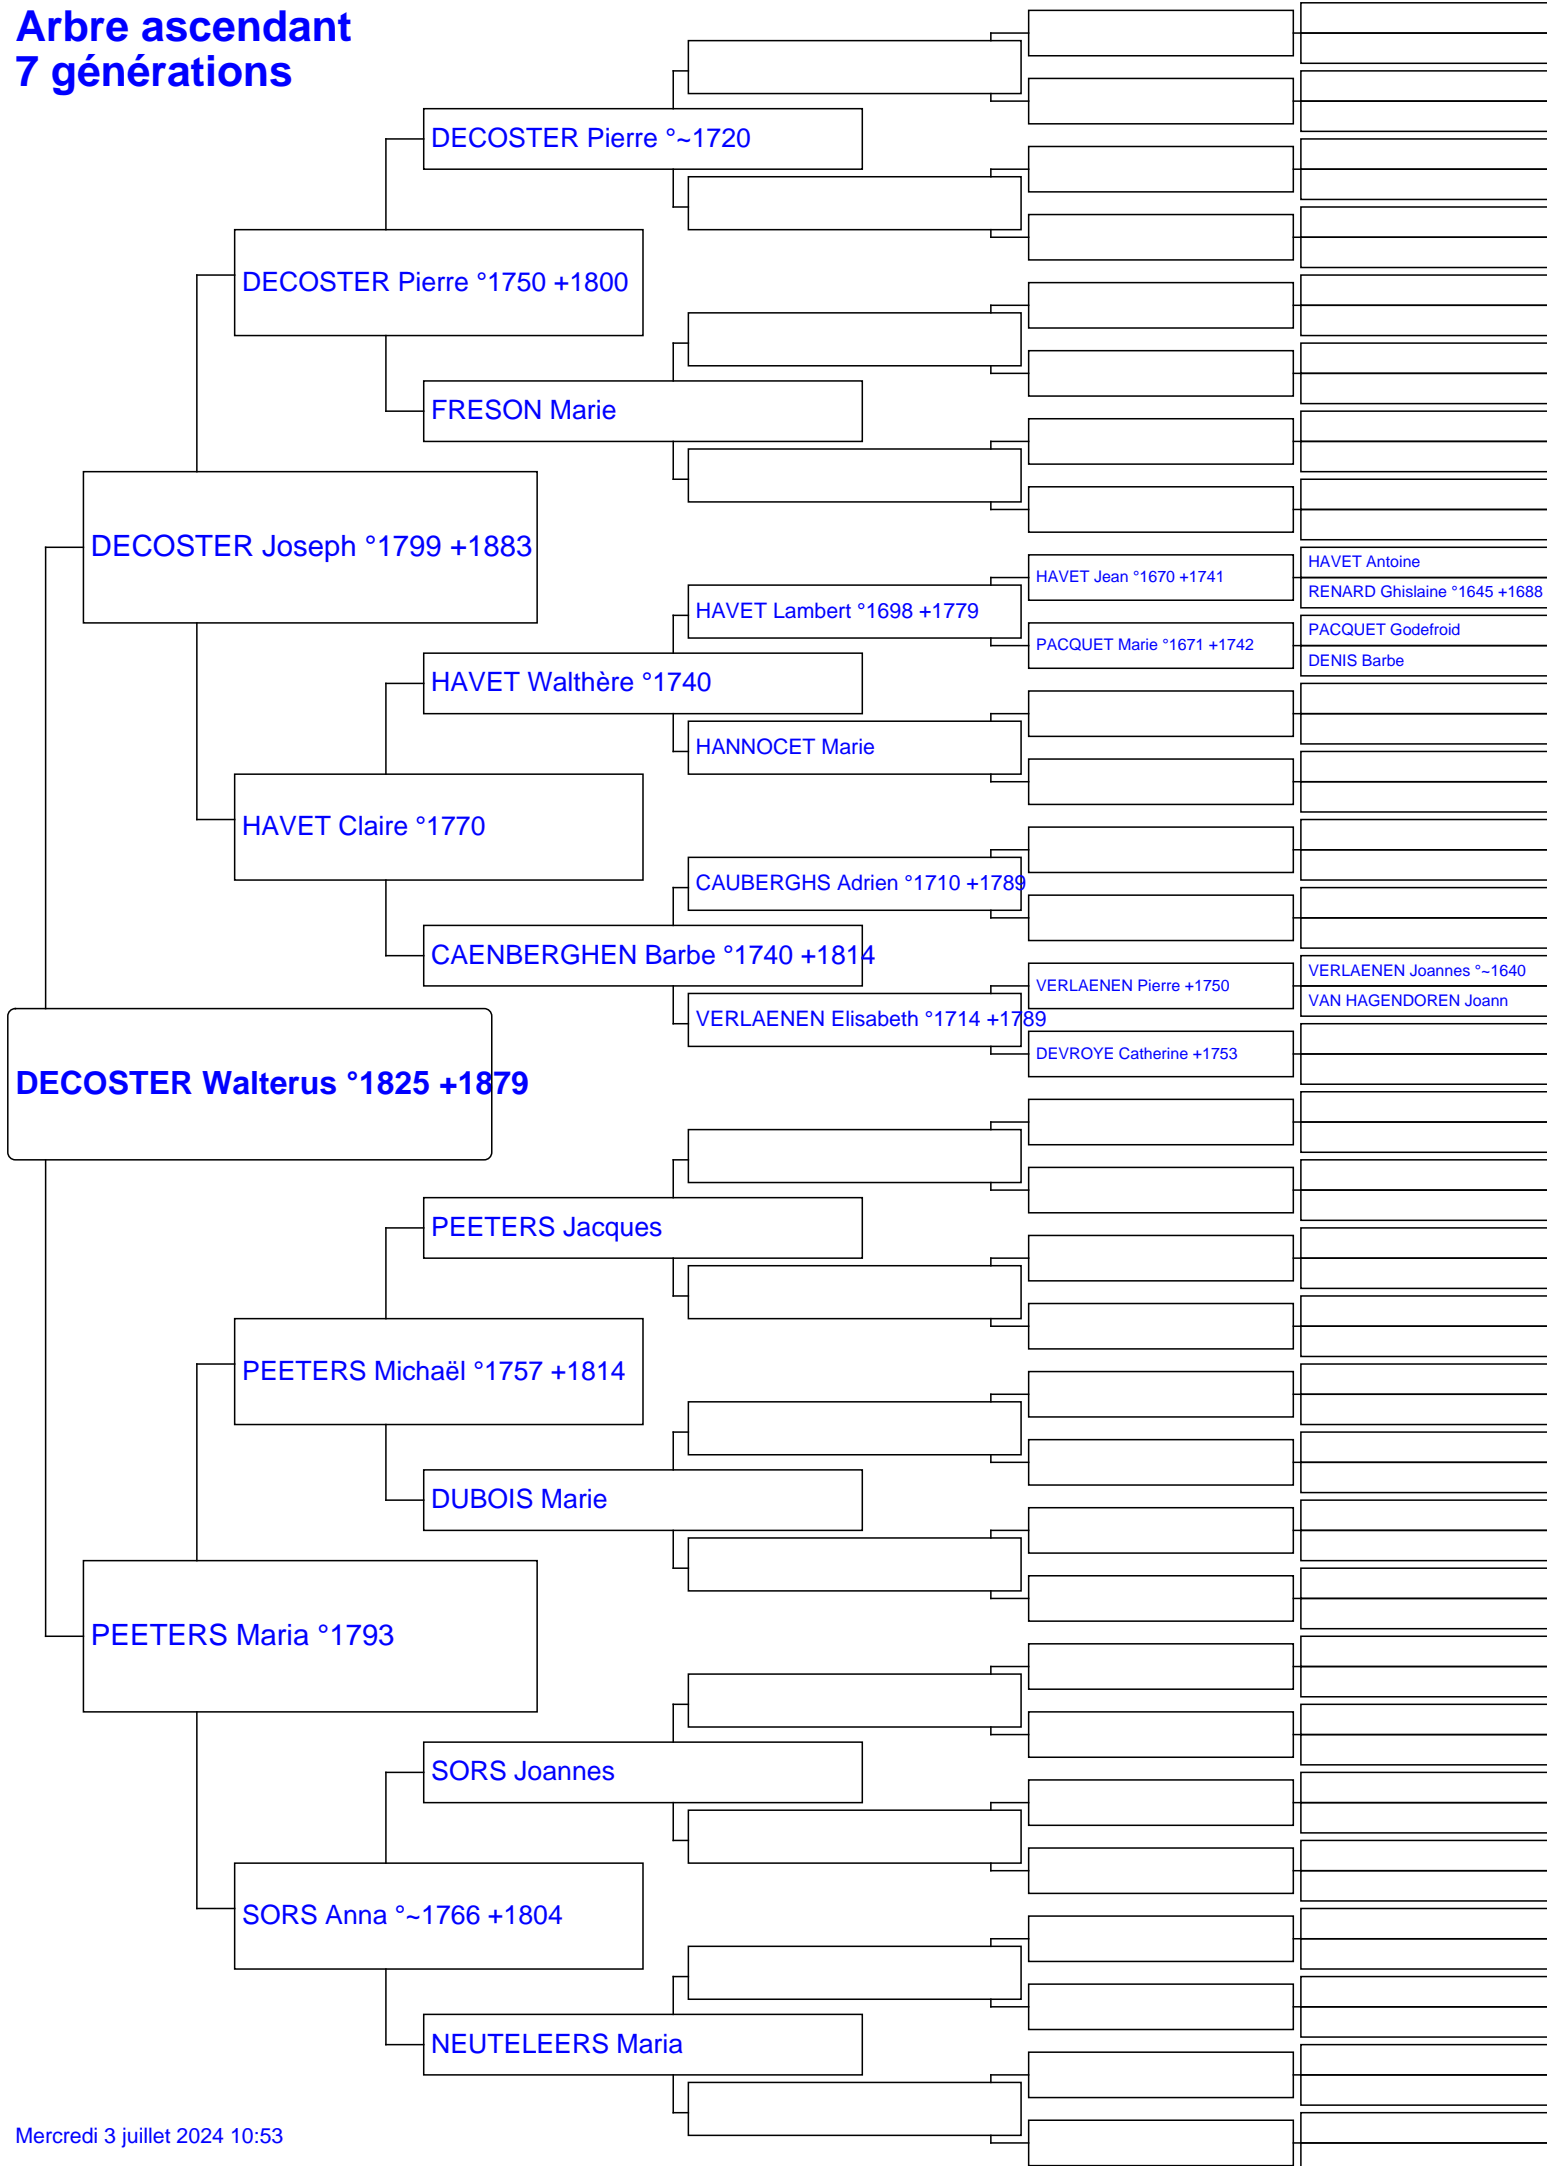 Arbre ascendant
7 générations
DECOSTER Pierre °~1720
DECOSTER Pierre °1750 +1800
FRESON Marie
DECOSTER Joseph °1799 +1883
HAVET Antoine
HAVET Jean °1670 +1741
RENARD Ghislaine °1645 +1688
HAVET Lambert °1698 +1779
PACQUET Godefroid
PACQUET Marie °1671 +1742
DENIS Barbe
HAVET Walthère °1740
HANNOCET Marie
HAVET Claire °1770
CAUBERGHS Adrien °1710 +1789
CAENBERGHEN Barbe °1740 +1814
VERLAENEN Joannes °~1640
VERLAENEN Pierre +1750
VAN HAGENDOREN Joann
VERLAENEN Elisabeth °1714 +1789
DEVROYE Catherine +1753
DECOSTER Walterus °1825 +1879
PEETERS Jacques
PEETERS Michaël °1757 +1814
DUBOIS Marie
PEETERS Maria °1793
SORS Joannes
SORS Anna °~1766 +1804
NEUTELEERS Maria
Mercredi 3 juillet 2024 10:53